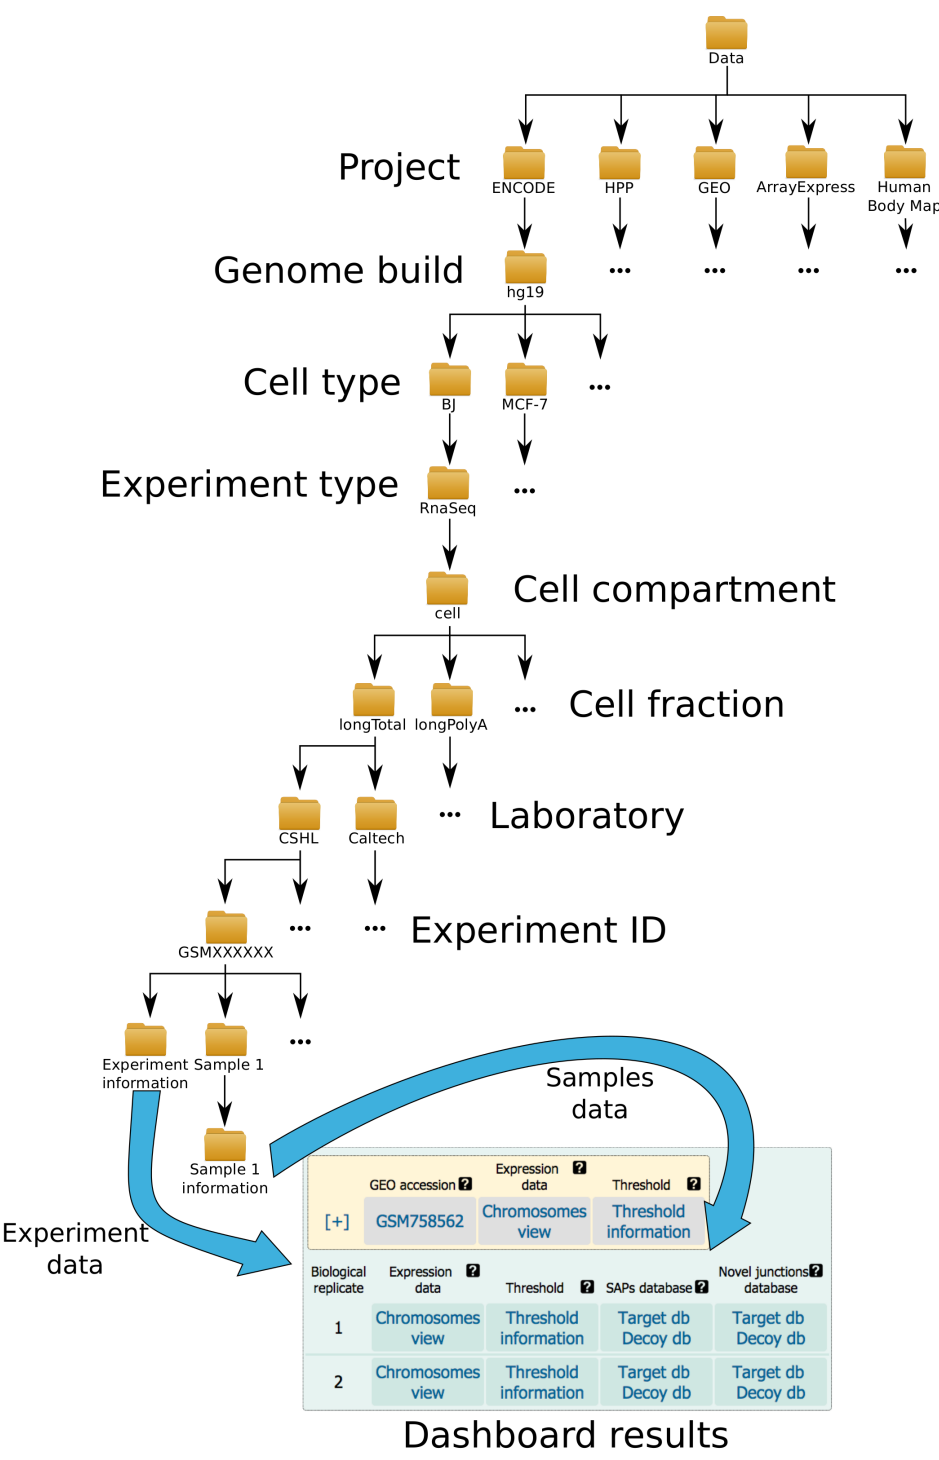 Data
Project
ENCODE
HPP
GEO
ArrayExpress
Human
Body Map
Genome build
hg19
...
...
...
...
Cell type
BJ
MCF-7
...
Experiment type
RnaSeq
...
Cell compartment
cell
Cell fraction
longTotal
longPolyA
...
Laboratory
CSHL
Caltech
...
Experiment ID
GSMXXXXXX
...
...
Experiment
information
Sample 1
...
Samples
data
Sample 1
information
Experiment
data
GEO accession ?
Expression ?
data
Threshold ?
[+]
GSM758562
Chromosomes
view
Threshold
information
Biological
replicate
Expression ?
data
Threshold ?
SAPs database ?
Novel junctions ?
database
1
Chromosomes
view
Threshold
information
Target db
Decoy db
Target db
Decoy db
2
Chromosomes
view
Threshold
information
Target db
Decoy db
Target db
Decoy db
Dashboard results